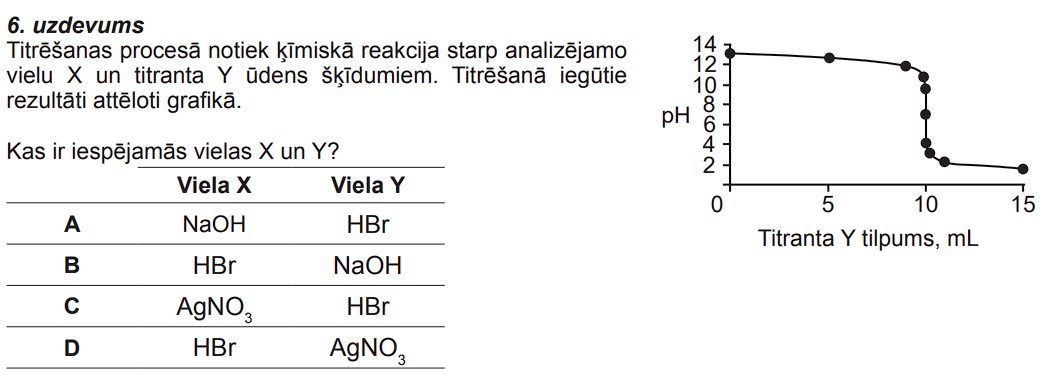 6. uzdevums
Titrēšanas procesā notiek ķīmiskā reakcija starp analizējamo
vielu X un titranta Y ūdens šķīdumiem. Titrēšanā iegūtie
rezultāti attēloti grafikā.
Kas ir iespējamās vielas X un Y?
Viela X Viela Y
A NaOH HBr
B HBr NaOH
C AgNO₃ HBr
D HBr AgNO₃
14
12
10
8
pH 6
4
2
0 5 10 15
Titranta Y tilpums, mL